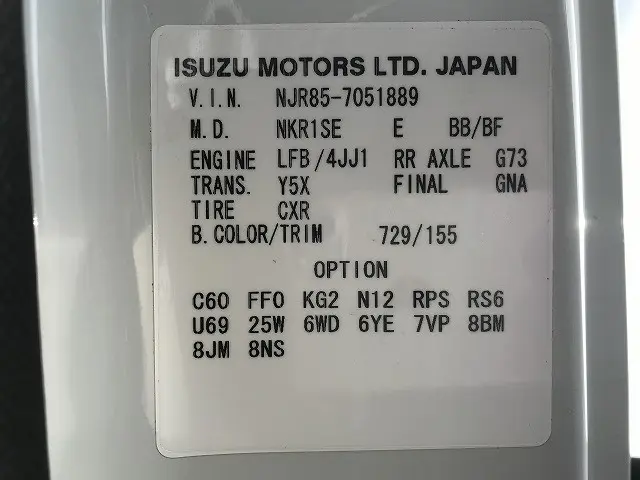 ISUZU MOTORS LTD. JAPAN
V.I.N. NJR85-7051889
M.D. NKR1SE E BB/BF
ENGINE LFB/4JJ1 RR AXLE G73
TRANS. Y5X FINAL GNA
TIRE CXR
B.COLOR/TRIM 729/155
OPTION
C60 FF0 KG2 N12 RPS RS6
U69 25W 6WD 6YE 7VP 8BM
8JM 8NS